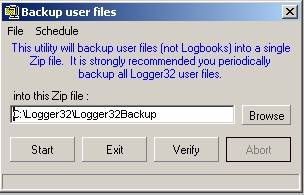 Backup user files
File Schedule
This utility will backup user files (not Logbooks) into a single
Zip file. It is strongly recommended you periodically
backup all Logger32 user files.
into this Zip file :
C:\Logger32\Logger32Backup
Browse
Start Exit Verify Abort